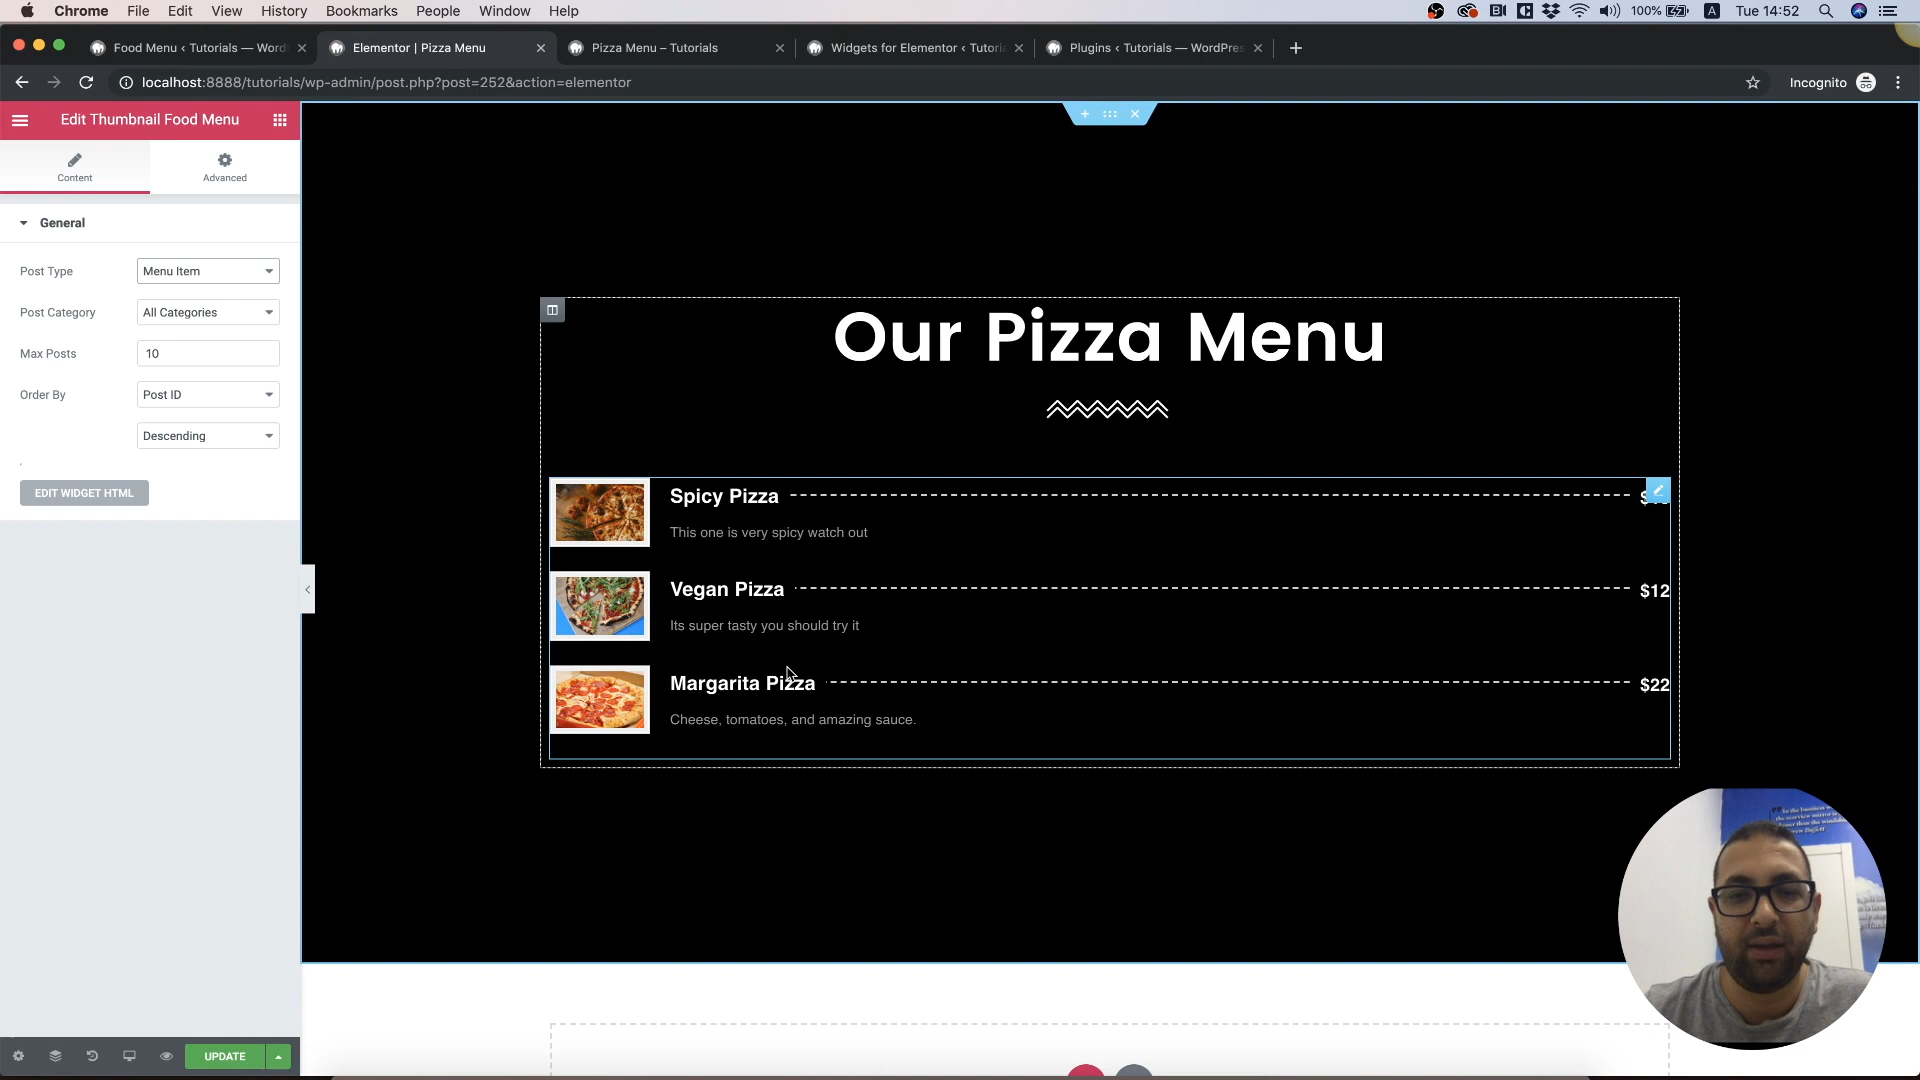 Chrome File Edit View History Bookmarks People Window Help
100% A Tue 14:52
Food Menu ‹ Tutorials — Word
Elementor | Pizza Menu
Pizza Menu – Tutorials
Widgets for Elementor ‹ Tutori
Plugins ‹ Tutorials — WordPres
localhost:8888/tutorials/wp-admin/post.php?post=252&action=elementor
Incognito
Edit Thumbnail Food Menu
Content
Advanced
General
Post Type
Menu Item
Post Category
All Categories
Max Posts
10
Order By
Post ID
Descending
EDIT WIDGET HTML
UPDATE
Our Pizza Menu
Spicy Pizza
This one is very spicy watch out
Vegan Pizza $12
Its super tasty you should try it
Margarita Pizza $22
Cheese, tomatoes, and amazing sauce.